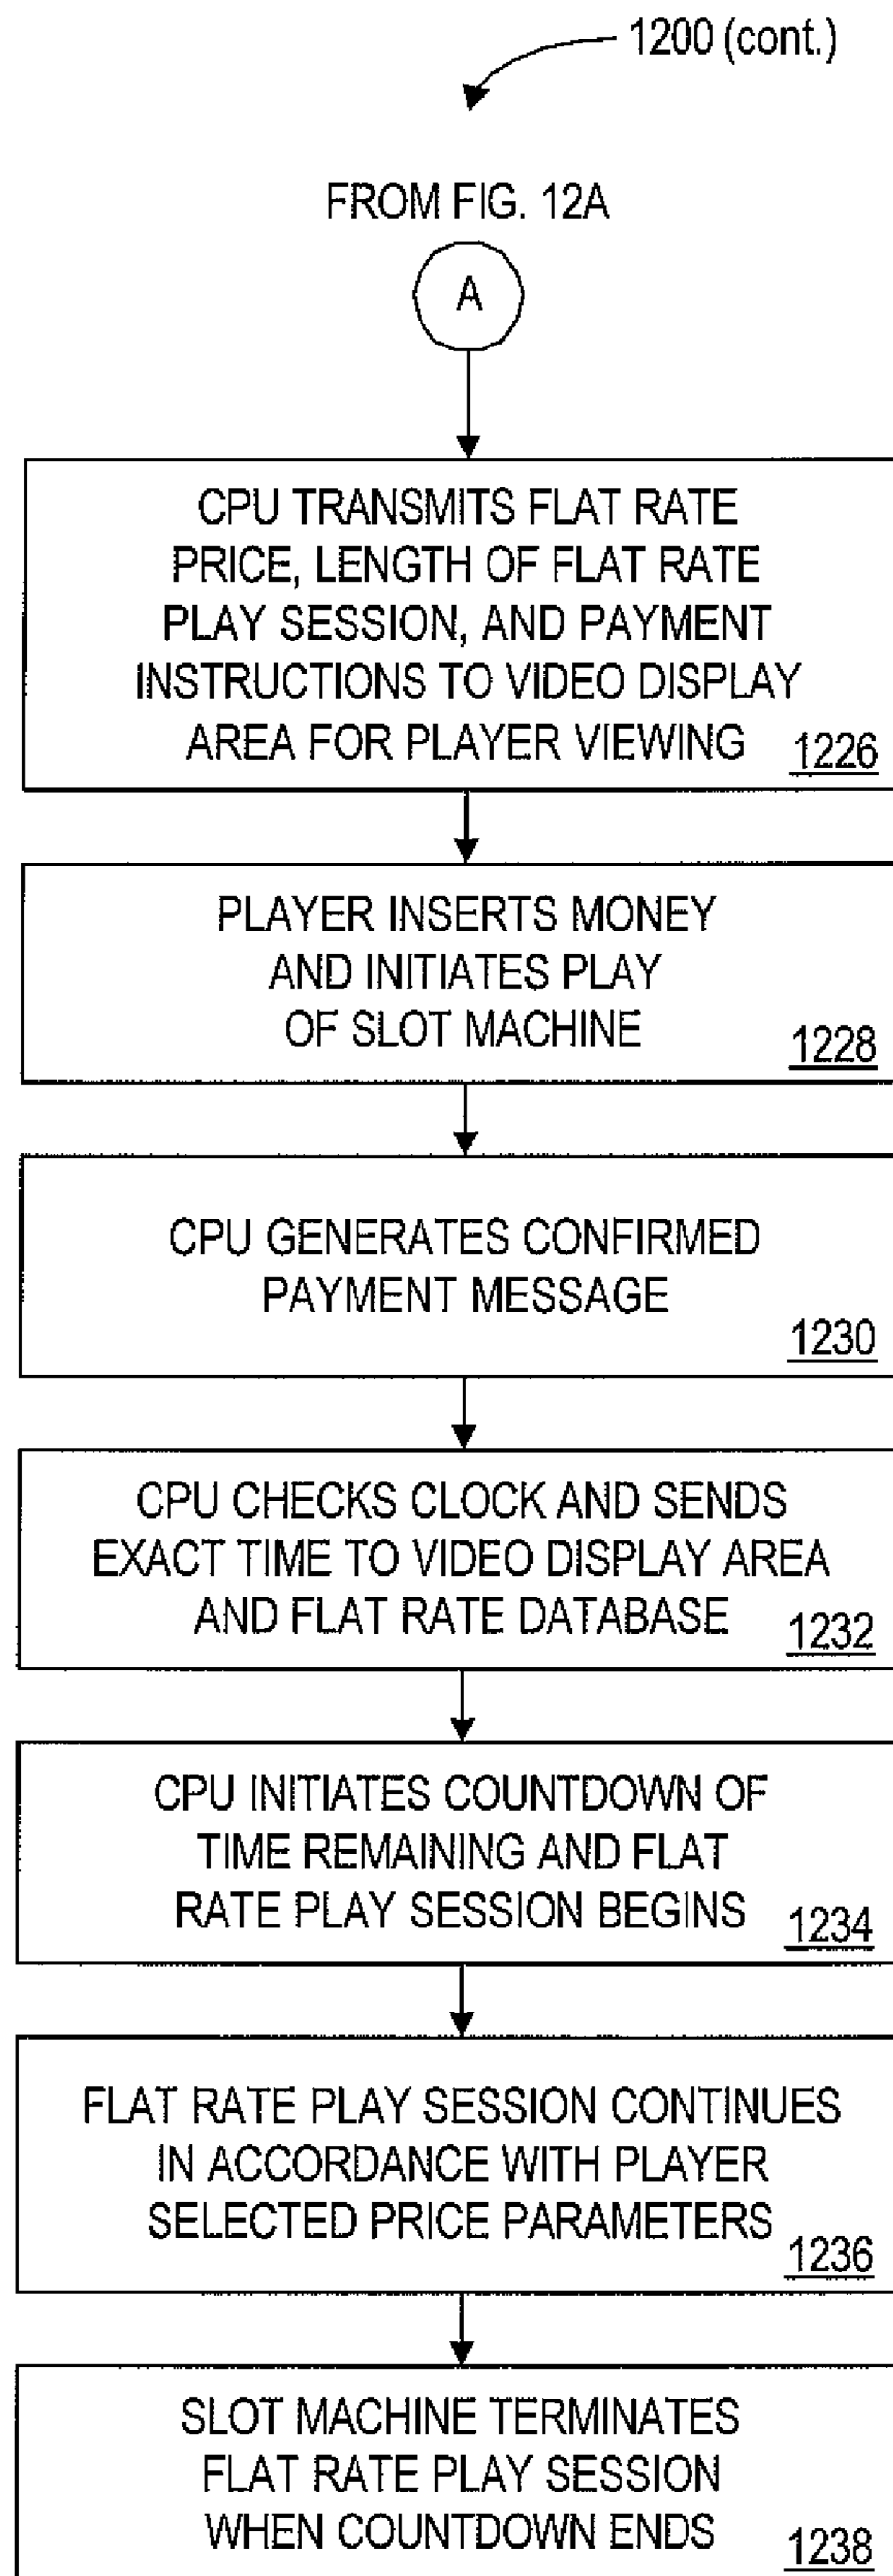 1200 (cont.)
FROM FIG. 12A
A
CPU TRANSMITS FLAT RATE
PRICE, LENGTH OF FLAT RATE
PLAY SESSION, AND PAYMENT
INSTRUCTIONS TO VIDEO DISPLAY
AREA FOR PLAYER VIEWING
1226
PLAYER INSERTS MONEY
AND INITIATES PLAY
OF SLOT MACHINE
1228
CPU GENERATES CONFIRMED
PAYMENT MESSAGE
1230
CPU CHECKS CLOCK AND SENDS
EXACT TIME TO VIDEO DISPLAY AREA
AND FLAT RATE DATABASE
1232
CPU INITIATES COUNTDOWN OF
TIME REMAINING AND FLAT
RATE PLAY SESSION BEGINS
1234
FLAT RATE PLAY SESSION CONTINUES
IN ACCORDANCE WITH PLAYER
SELECTED PRICE PARAMETERS
1236
SLOT MACHINE TERMINATES
FLAT RATE PLAY SESSION
WHEN COUNTDOWN ENDS
1238